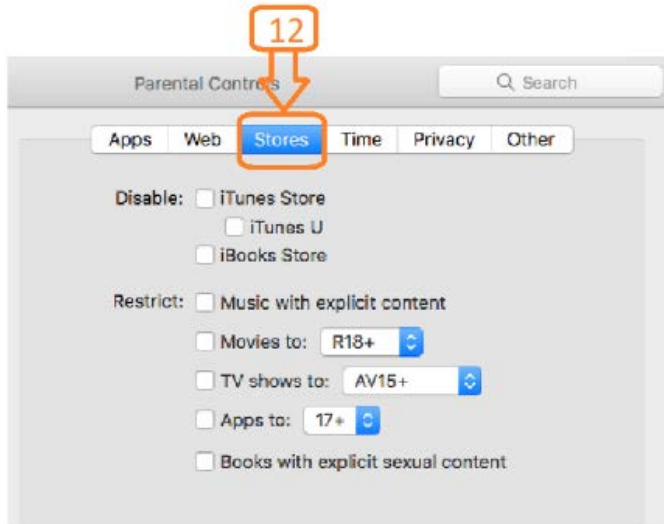 12
Parental Controls
Search
Apps Web Stores Time Privacy Other
Disable: iTunes Store
iTunes U
iBooks Store
Restrict: Music with explicit content
Movies to: R18+
TV shows to: AV15+
Apps to: 17+
Books with explicit sexual content